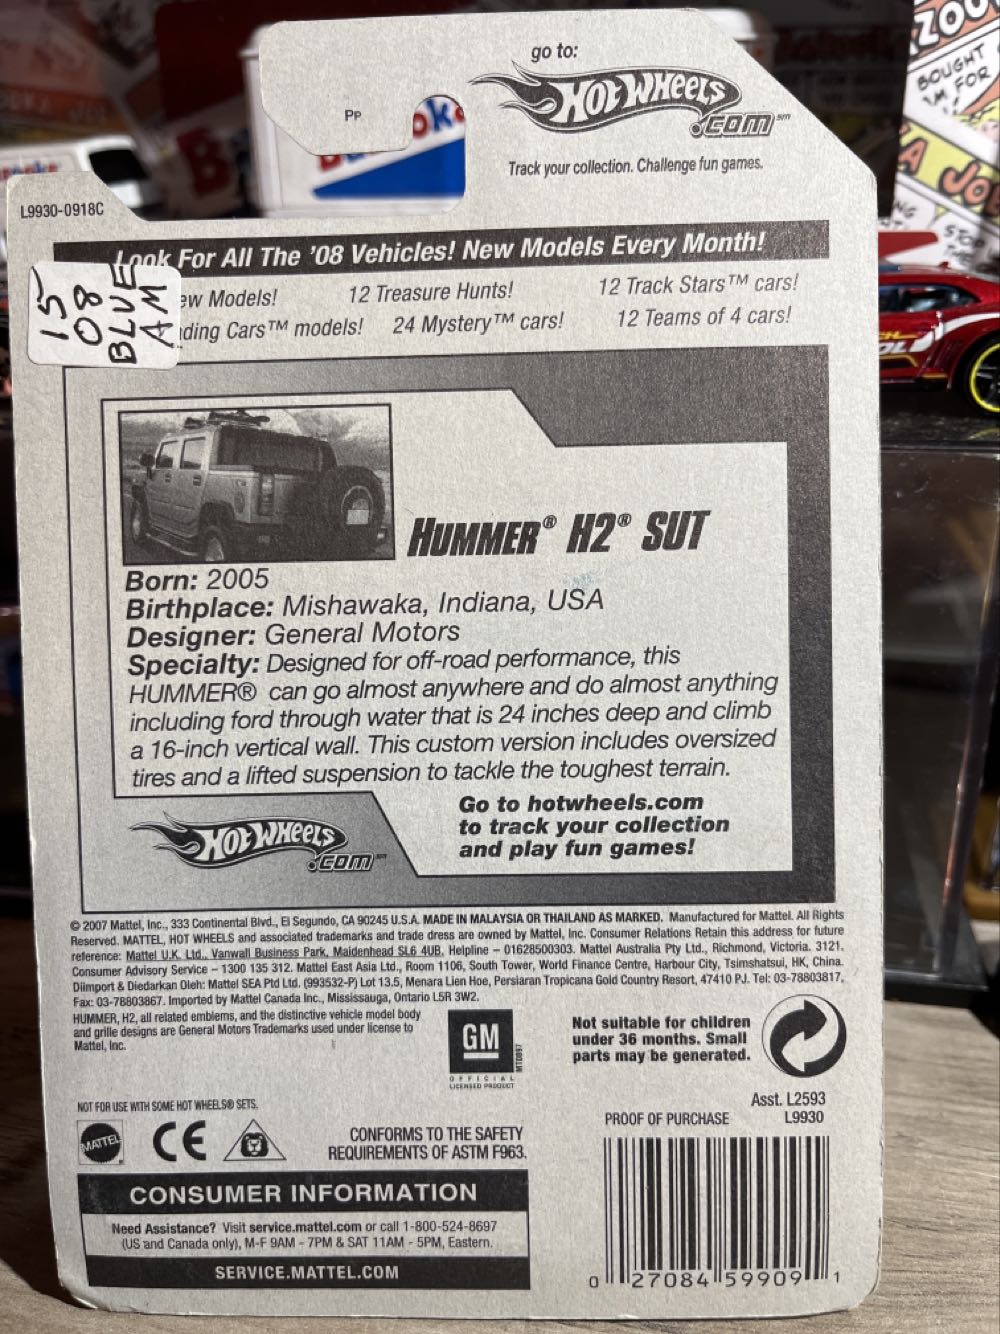 go to:
HOT WHEELS
.COM℠
PP
Track your collection. Challenge fun games.
L9930-0918C
Look For All The '08 Vehicles! New Models Every Month!
ew Models!
12 Treasure Hunts!
12 Track Stars™ cars!
ding Cars™ models!
24 Mystery™ cars!
12 Teams of 4 cars!
15
08
BLUE
AM
HUMMER® H2® SUT
Born: 2005
Birthplace: Mishawaka, Indiana, USA
Designer: General Motors
Specialty: Designed for off-road performance, this
HUMMER® can go almost anywhere and do almost anything
including ford through water that is 24 inches deep and climb
a 16-inch vertical wall. This custom version includes oversized
tires and a lifted suspension to tackle the toughest terrain.
HOT WHEELS
.COM℠
Go to hotwheels.com
to track your collection
and play fun games!
© 2007 Mattel, Inc., 333 Continental Blvd., El Segundo, CA 90245 U.S.A. MADE IN MALAYSIA OR THAILAND AS MARKED. Manufactured for Mattel. All Rights
Reserved. MATTEL, HOT WHEELS and associated trademarks and trade dress are owned by Mattel, Inc. Consumer Relations Retain this address for future
reference: Mattel U.K. Ltd., Vanwall Business Park, Maidenhead SL6 4UB. Helpline – 01628500303. Mattel Australia Pty Ltd., Richmond, Victoria. 3121.
Consumer Advisory Service – 1300 135 312. Mattel East Asia Ltd., Room 1106, South Tower, World Finance Centre, Harbour City, Tsimshatsui, HK, China.
Diimport & Diedarkan Oleh: Mattel SEA Ptd Ltd. (993532-P) Lot 13.5, Menara Lien Hoe, Persiaran Tropicana Gold Country Resort, 47410 PJ. Tel: 03-78803817,
Fax: 03-78803867. Imported by Mattel Canada Inc., Mississauga, Ontario L5R 3W2.
HUMMER, H2, all related emblems, and the distinctive vehicle model body
and grille designs are General Motors Trademarks used under license to
Mattel, Inc.
GM
OFFICIAL
LICENSED PRODUCT
Not suitable for children
under 36 months. Small
parts may be generated.
NOT FOR USE WITH SOME HOT WHEELS® SETS.
Asst. L2593
PROOF OF PURCHASE
L9930
MATTEL
CE
CONFORMS TO THE SAFETY
REQUIREMENTS OF ASTM F963.
CONSUMER INFORMATION
Need Assistance? Visit service.mattel.com or call 1-800-524-8697
(US and Canada only), M-F 9AM - 7PM & SAT 11AM - 5PM, Eastern.
SERVICE.MATTEL.COM
0 27084 59909 1
BOUGHT
'EM FOR